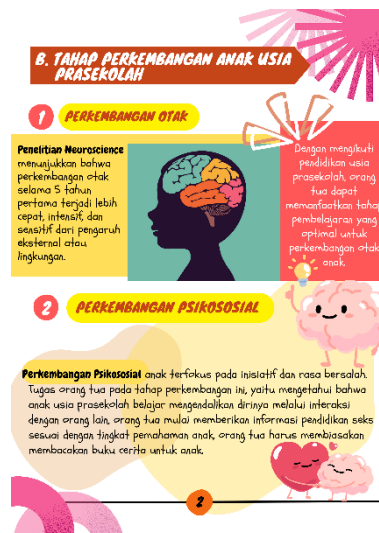 B. TAHAP PERKEMBANGAN ANAK USIA
PRASEKOLAH
1 PERKEMBANGAN OTAK
Penelitian Neuroscience
menunjukkan bahwa
perkembangan otak
selama 5 tahun
pertama terjadi lebih
cepat, intensif, dan
sensitif dari pengaruh
eksternal atau
lingkungan.
Dengan mengikuti
pendidikan usia
prasekolah, orang
tua dapat
memanfaatkan tahap
pembelajaran yang
optimal untuk
perkembangan otak
anak.
2 PERKEMBANGAN PSIKOSOSIAL
Perkembangan Psikososial anak terfokus pada inisiatif dan rasa bersalah.
Tugas orang tua pada tahap perkembangan ini, yaitu mengetahui bahwa
anak usia prasekolah belajar mengendalikan dirinya melalui interaksi
dengan orang lain, orang tua mulai memberikan informasi pendidikan seks
sesuai dengan tingkat pemahaman anak, orang tua harus membiasakan
membacakan buku cerita untuk anak.
2